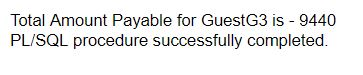 Total Amount Payable for GuestG3 is - 9440
PL/SQL procedure successfully completed.